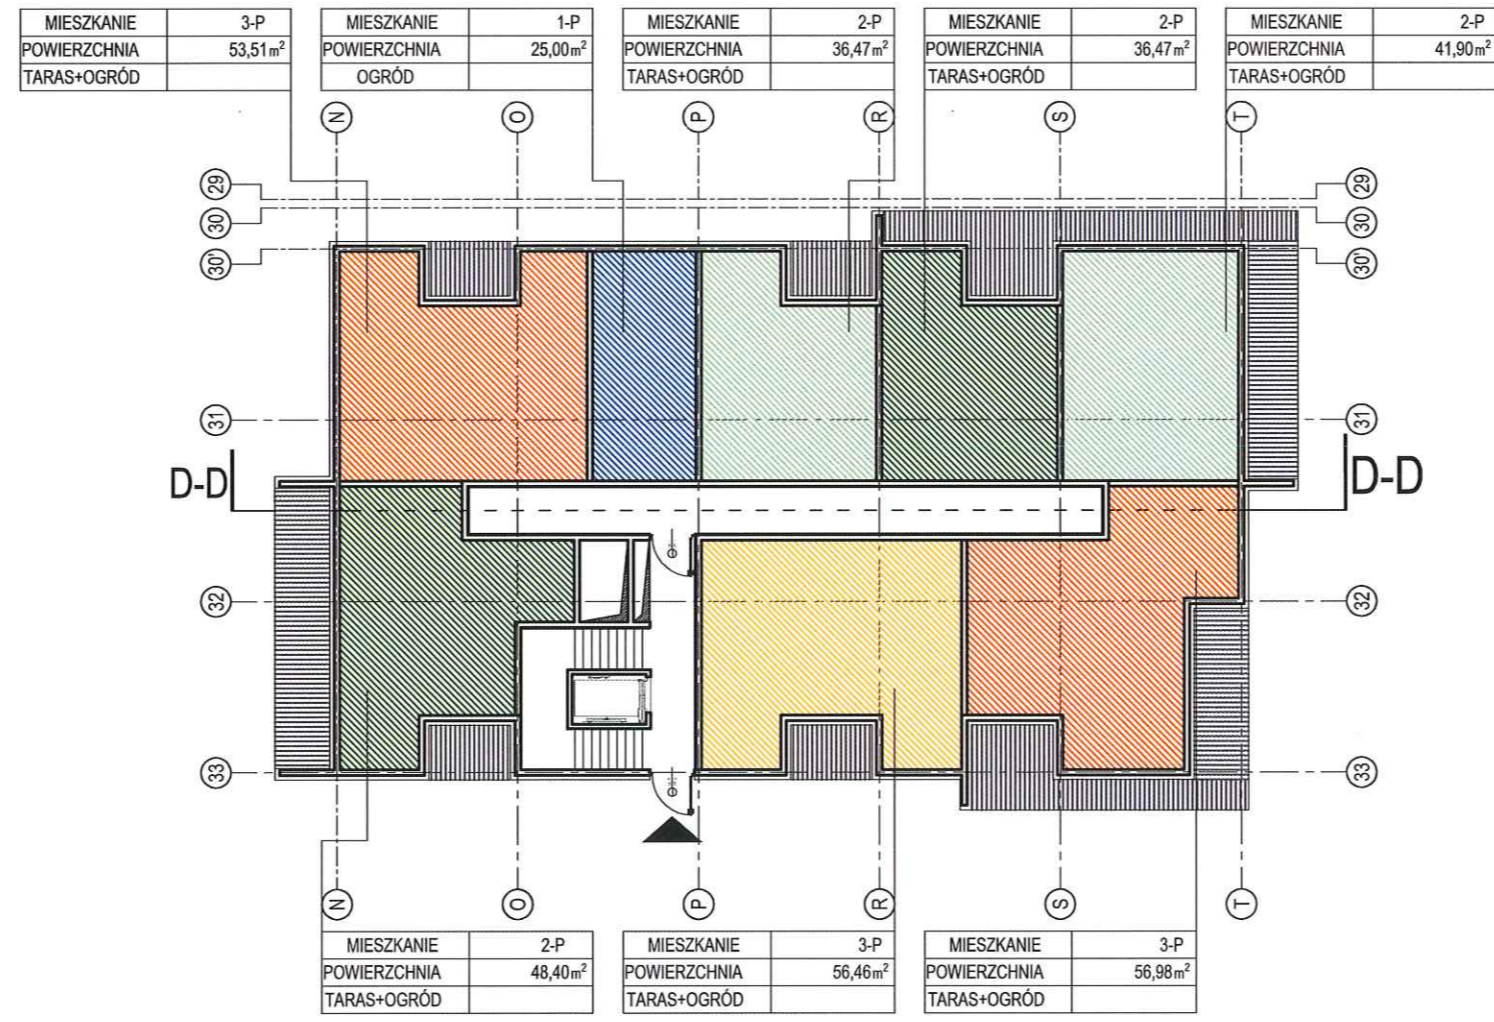 MIESZKANIE 3-P
POWIERZCHNIA 53,51m²
TARAS+OGRÓD
MIESZKANIE 1-P
POWIERZCHNIA 25,00m²
OGRÓD
MIESZKANIE 2-P
POWIERZCHNIA 36,47m²
TARAS+OGRÓD
MIESZKANIE 2-P
POWIERZCHNIA 36,47m²
TARAS+OGRÓD
MIESZKANIE 2-P
POWIERZCHNIA 41,90m²
TARAS+OGRÓD
N O P R S T
29 29
30 30
30' 30'
31 31
D-D D-D
32 32
33 33
N O P R S T
MIESZKANIE 2-P
POWIERZCHNIA 48,40m²
TARAS+OGRÓD
MIESZKANIE 3-P
POWIERZCHNIA 56,46m²
TARAS+OGRÓD
MIESZKANIE 3-P
POWIERZCHNIA 56,98m²
TARAS+OGRÓD